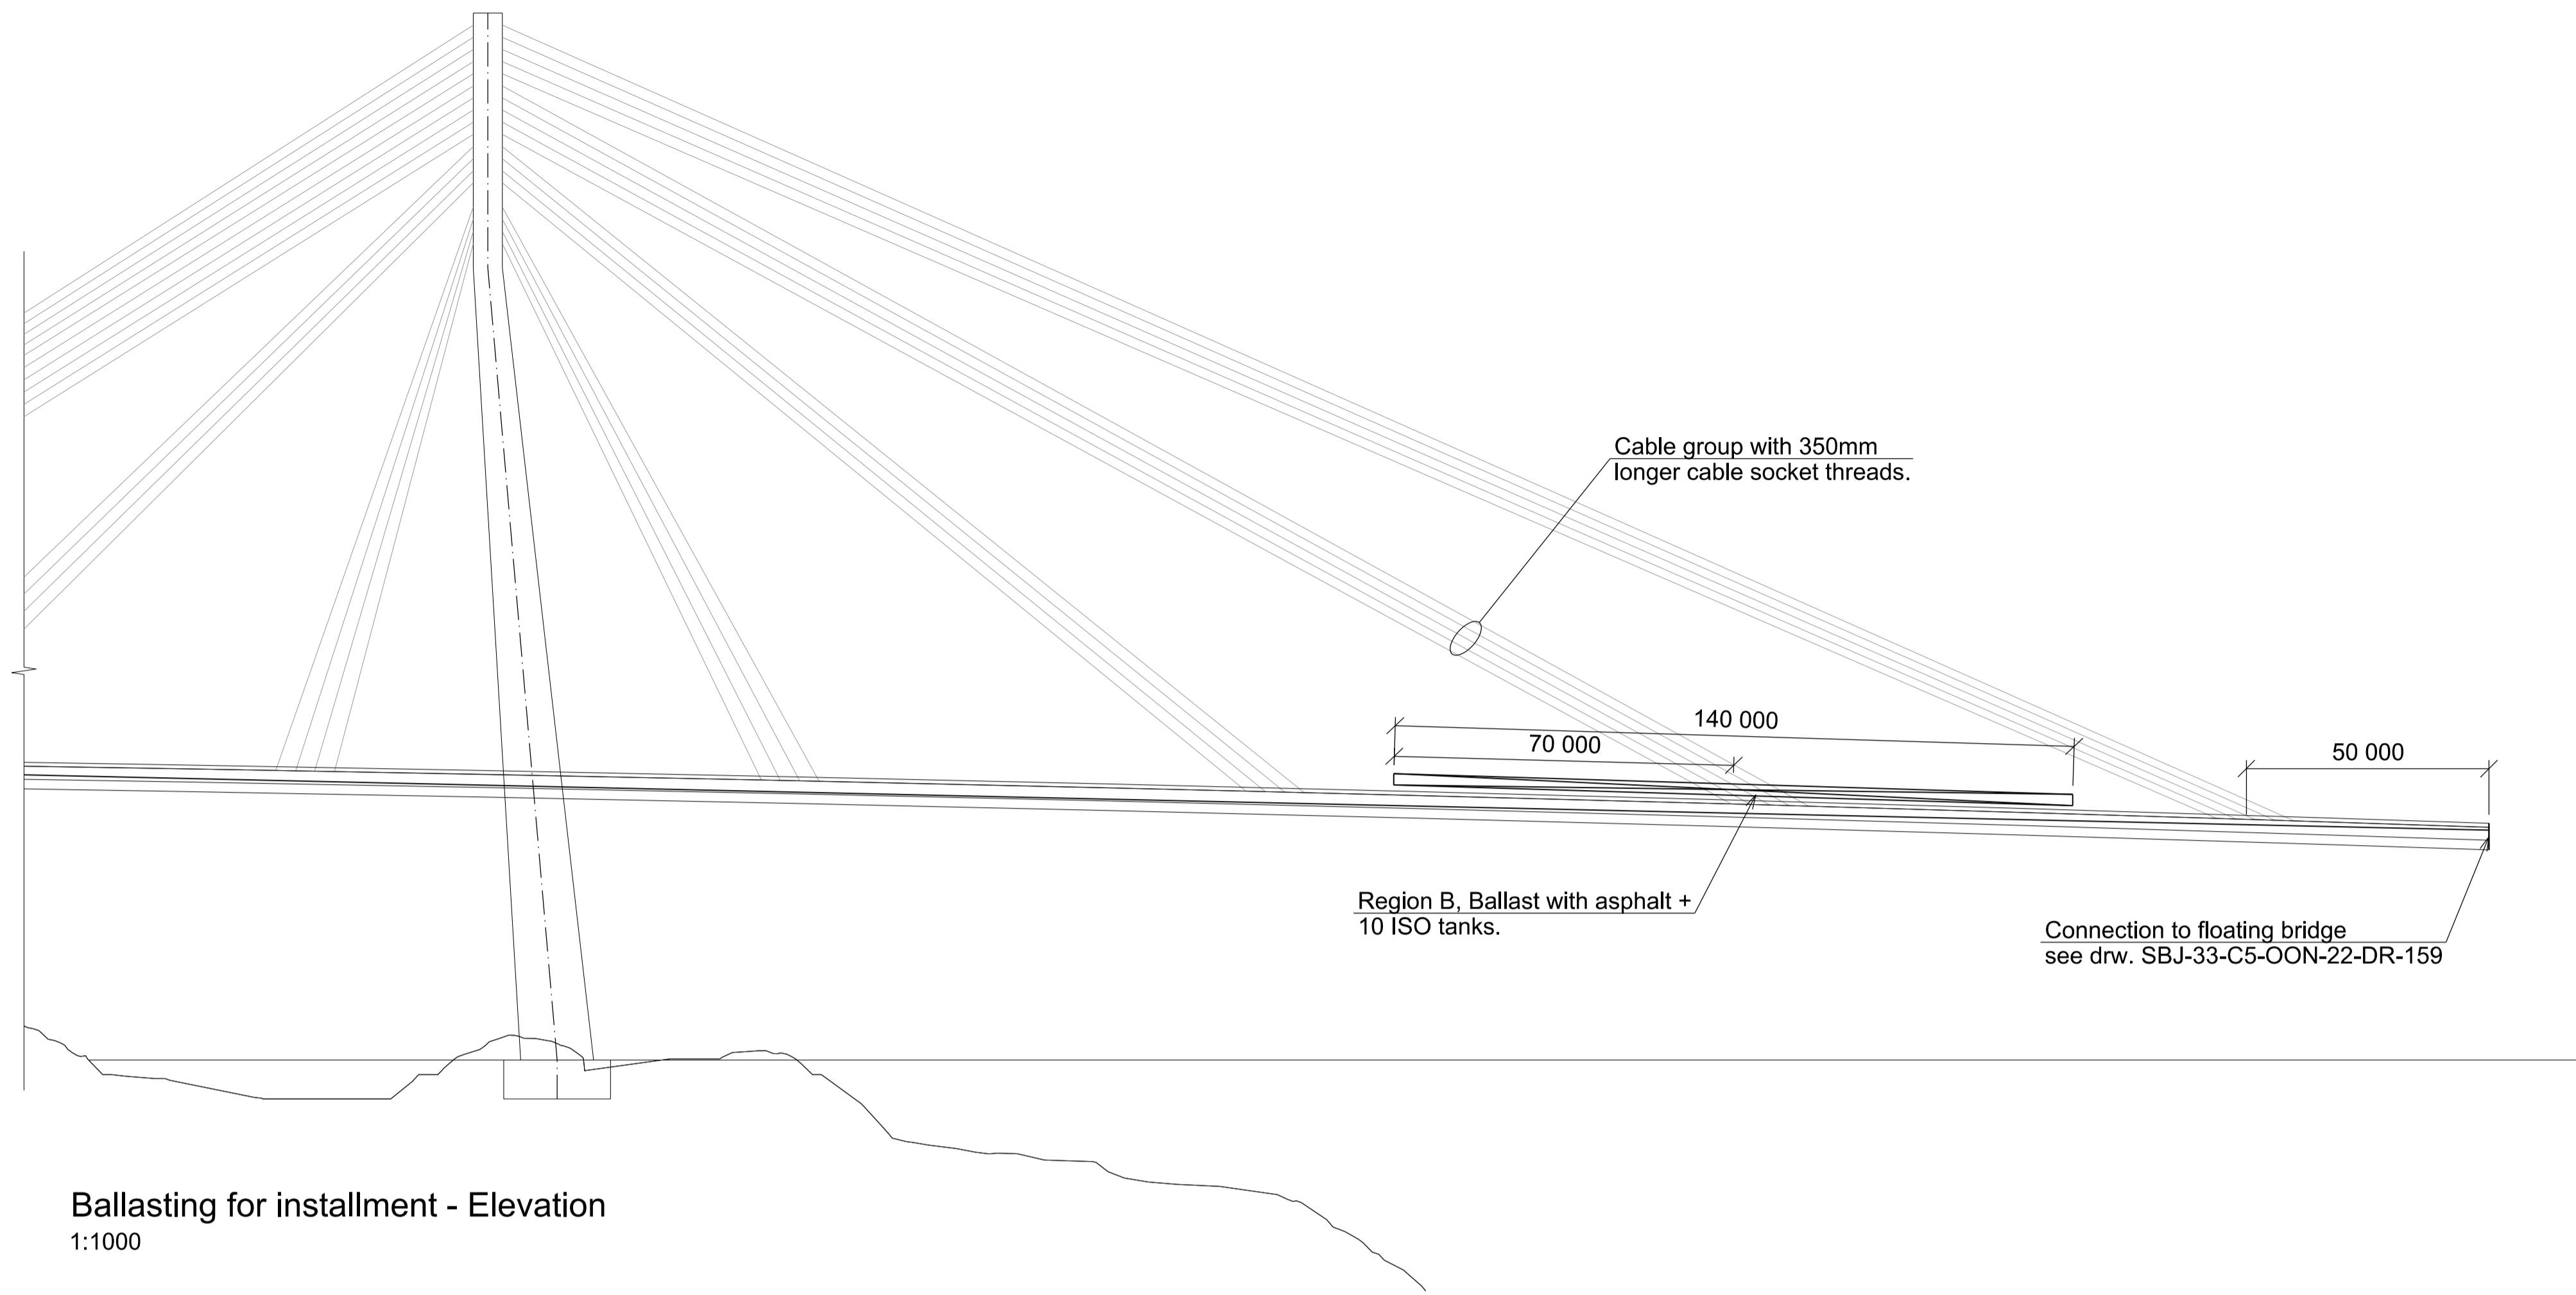 Cable group with 350mm
longer cable socket threads.
140 000
70 000
50 000
Region B, Ballast with asphalt +
10 ISO tanks.
Connection to floating bridge
see drw. SBJ-33-C5-OON-22-DR-159
Ballasting for installment - Elevation
1:1000